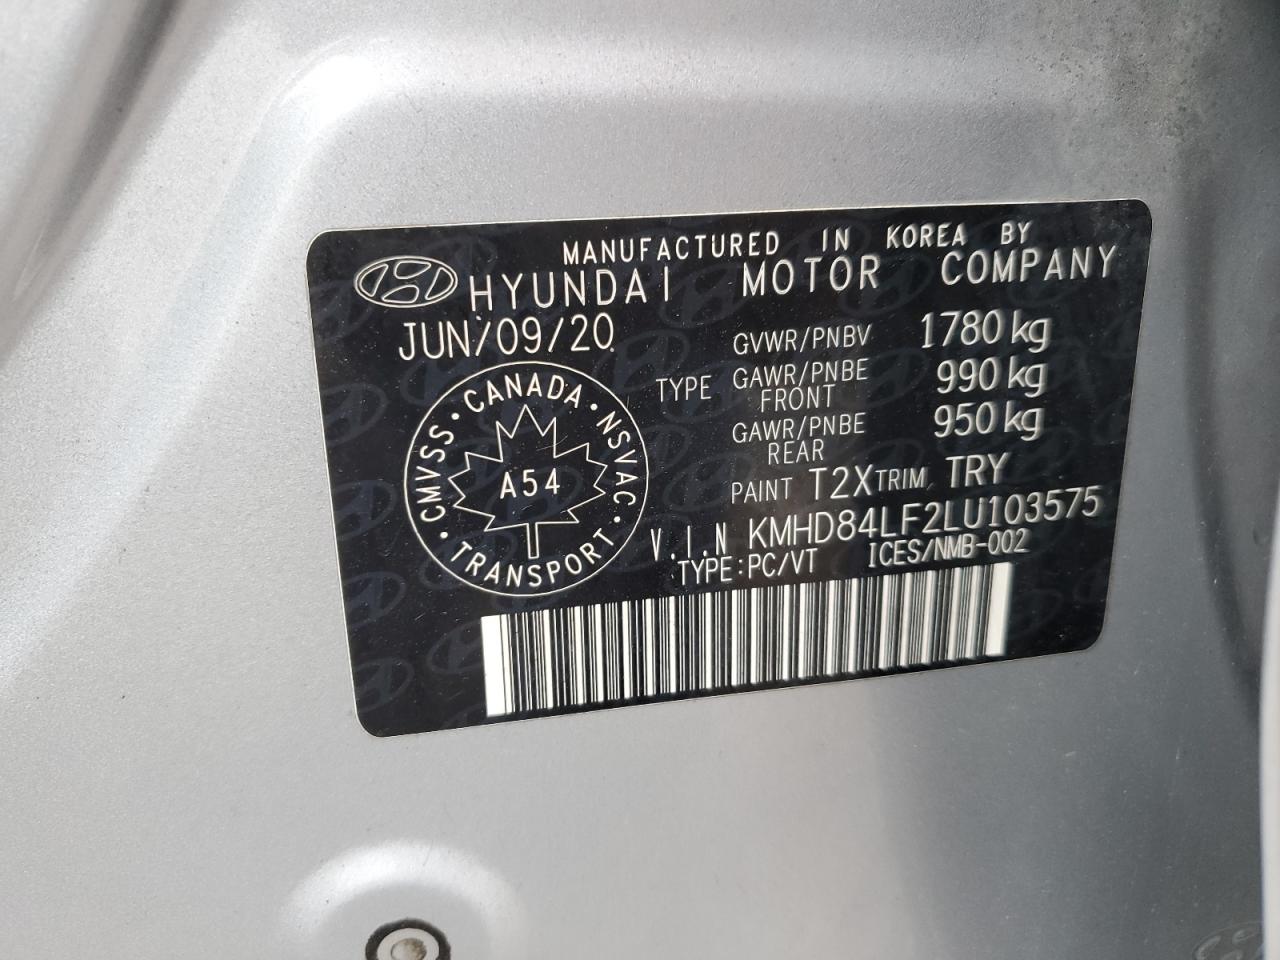 MANUFACTURED IN KOREA BY
HYUNDAI MOTOR COMPANY
JUN/09/20
GVWR/PNBV 1780 kg
TYPE GAWR/PNBE FRONT 990 kg
GAWR/PNBE REAR 950 kg
PAINT T2X TRIM TRY
V.I.N KMHD84LF2LU103575
TYPE:PC/VT ICES/NMB-002
CMVSS · CANADA · NSVAC · TRANSPORT ·
A54